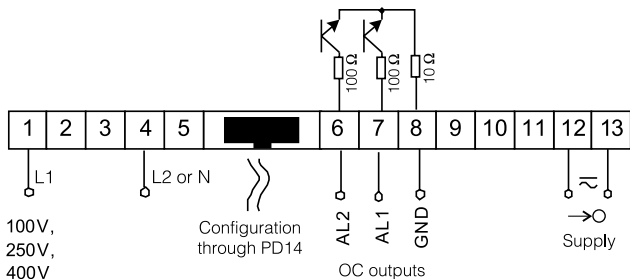 100 Ω
100 Ω
10 Ω
1 2 3 4 5 6 7 8 9 10 11 12 13
L1
L2 or N
100V,
250V,
400V
Configuration
through PD14
AL2
AL1
GND
OC outputs
Supply